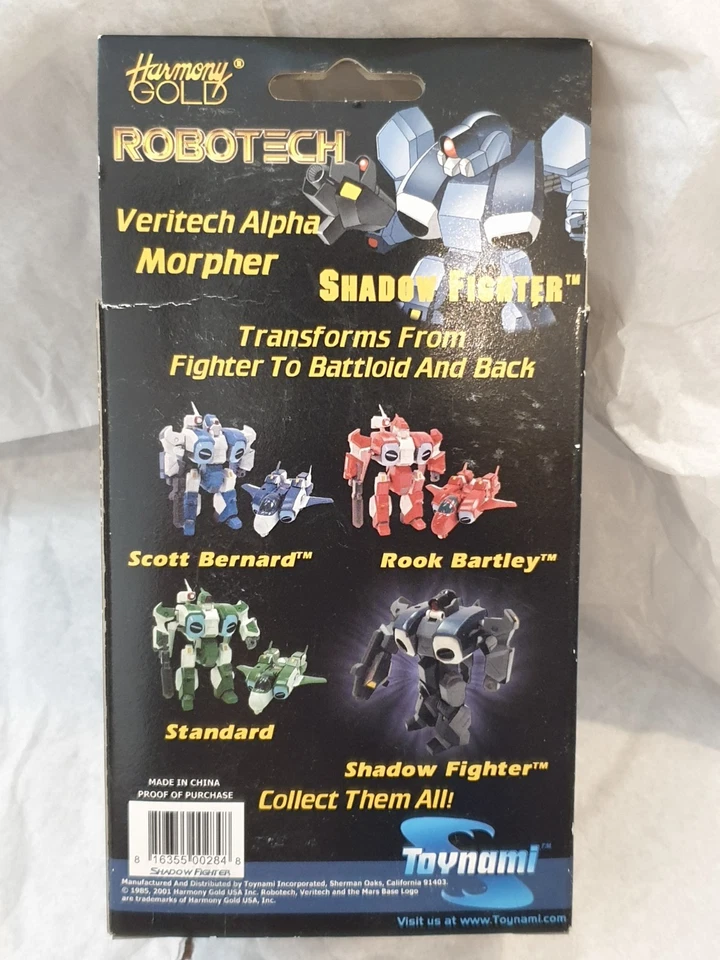 Harmony®
GOLD
ROBOTECH
Veritech Alpha
Morpher
SHADOW FIGHTER™
Transforms From
Fighter To Battloid And Back
Scott Bernard™
Rook Bartley™
Standard
Shadow Fighter™
MADE IN CHINA
PROOF OF PURCHASE
Collect Them All!
8 16355 00284 8
SHADOW FIGHTER
Toynami™
Manufactured And Distributed by Toynami Incorporated, Sherman Oaks, California 91403.
© 1985, 2001 Harmony Gold USA Inc. Robotech, Veritech and the Mars Base Logo
are trademarks of Harmony Gold USA, Inc.
Visit us at www.Toynami.com